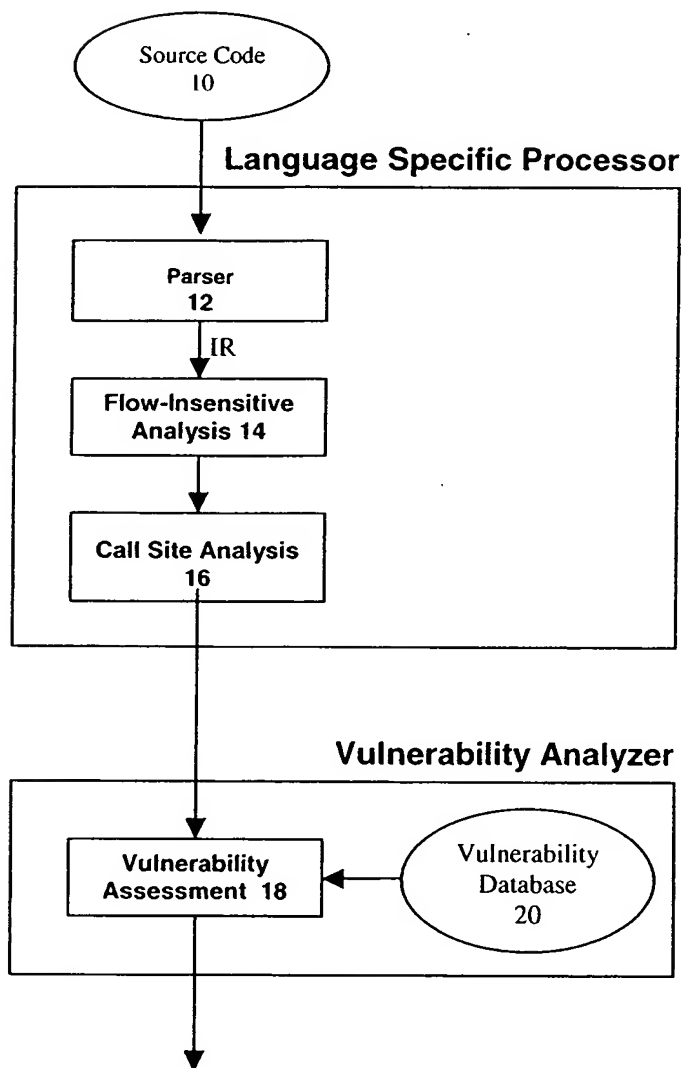 Source Code
10
Language Specific Processor
Parser
12
IR
Flow-Insensitive
Analysis 14
Call Site Analysis
16
Vulnerability Analyzer
Vulnerability
Assessment 18
Vulnerability
Database
20